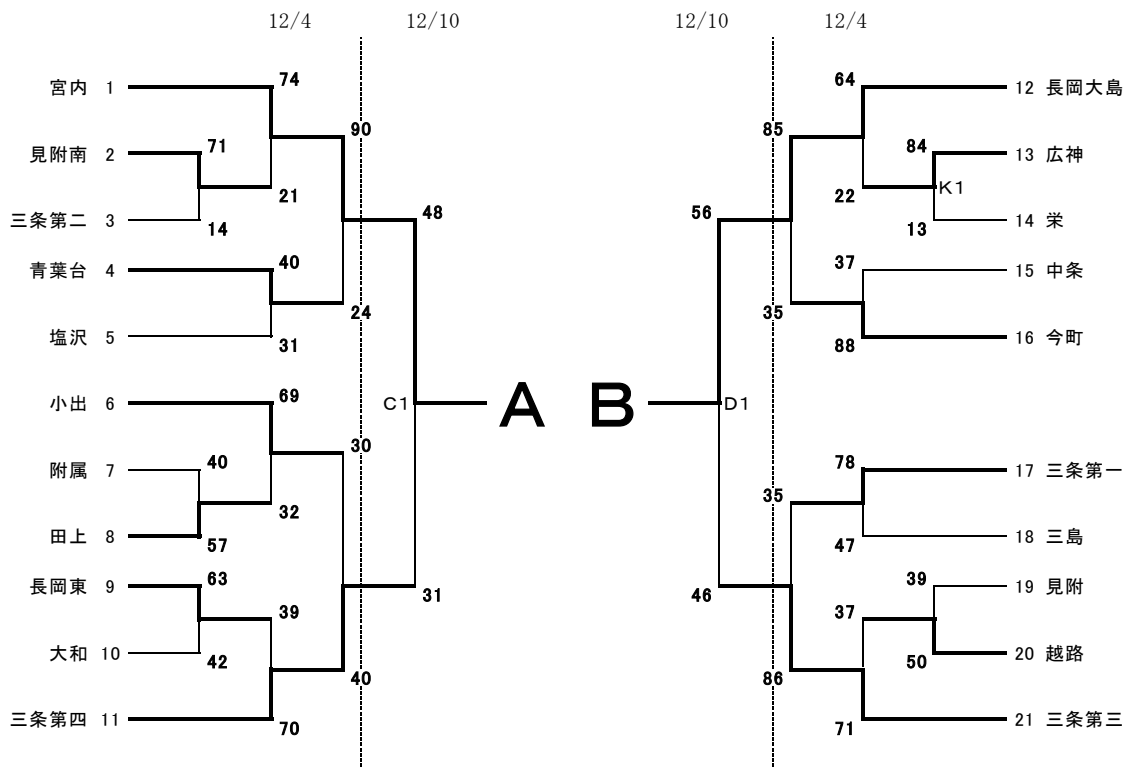 12/4 12/10 12/10 12/4
74 64
宮内 1 12 長岡大島
90 85
71 84
見附南 2 13 広神
21 22 K1
48 56
三条第二 3 14 栄
14 13
40 37
青葉台 4 15 中条
24 35
塩沢 5 16 今町
31 88
69
小出 6 C1 A B D1
30
40 78
附属 7 17 三条第一
35
32
田上 8 18 三島
57 47
63 39
長岡東 9 31 46 19 見附
39 37
大和 10 20 越路
42 50
40 86
三条第四 11 21 三条第三
70 71